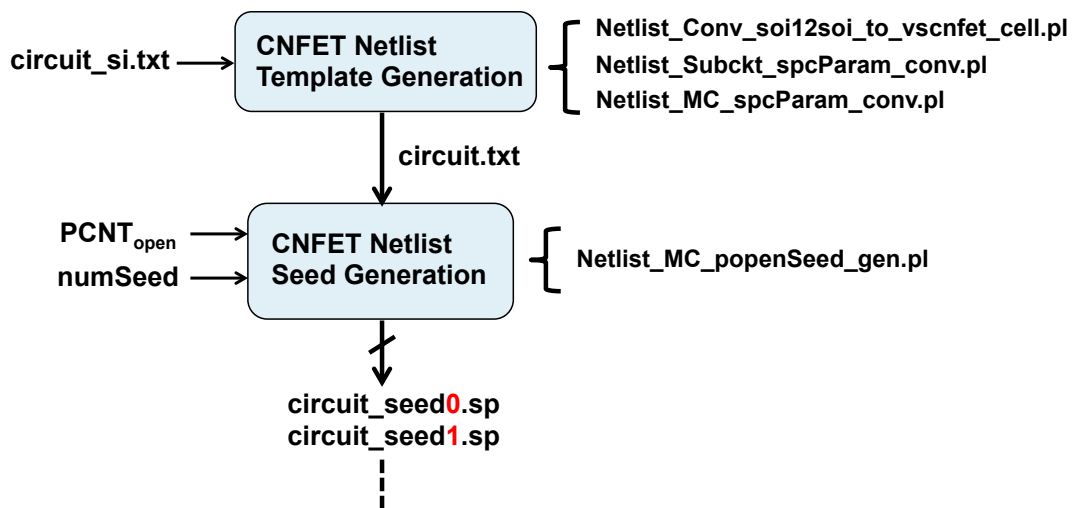 circuit_si.txt
CNFET Netlist
Template Generation
Netlist_Conv_soi12soi_to_vscnfet_cell.pl
Netlist_Subckt_spcParam_conv.pl
Netlist_MC_spcParam_conv.pl
circuit.txt
PCNTopen
numSeed
CNFET Netlist
Seed Generation
Netlist_MC_popenSeed_gen.pl
circuit_seed0.sp
circuit_seed1.sp